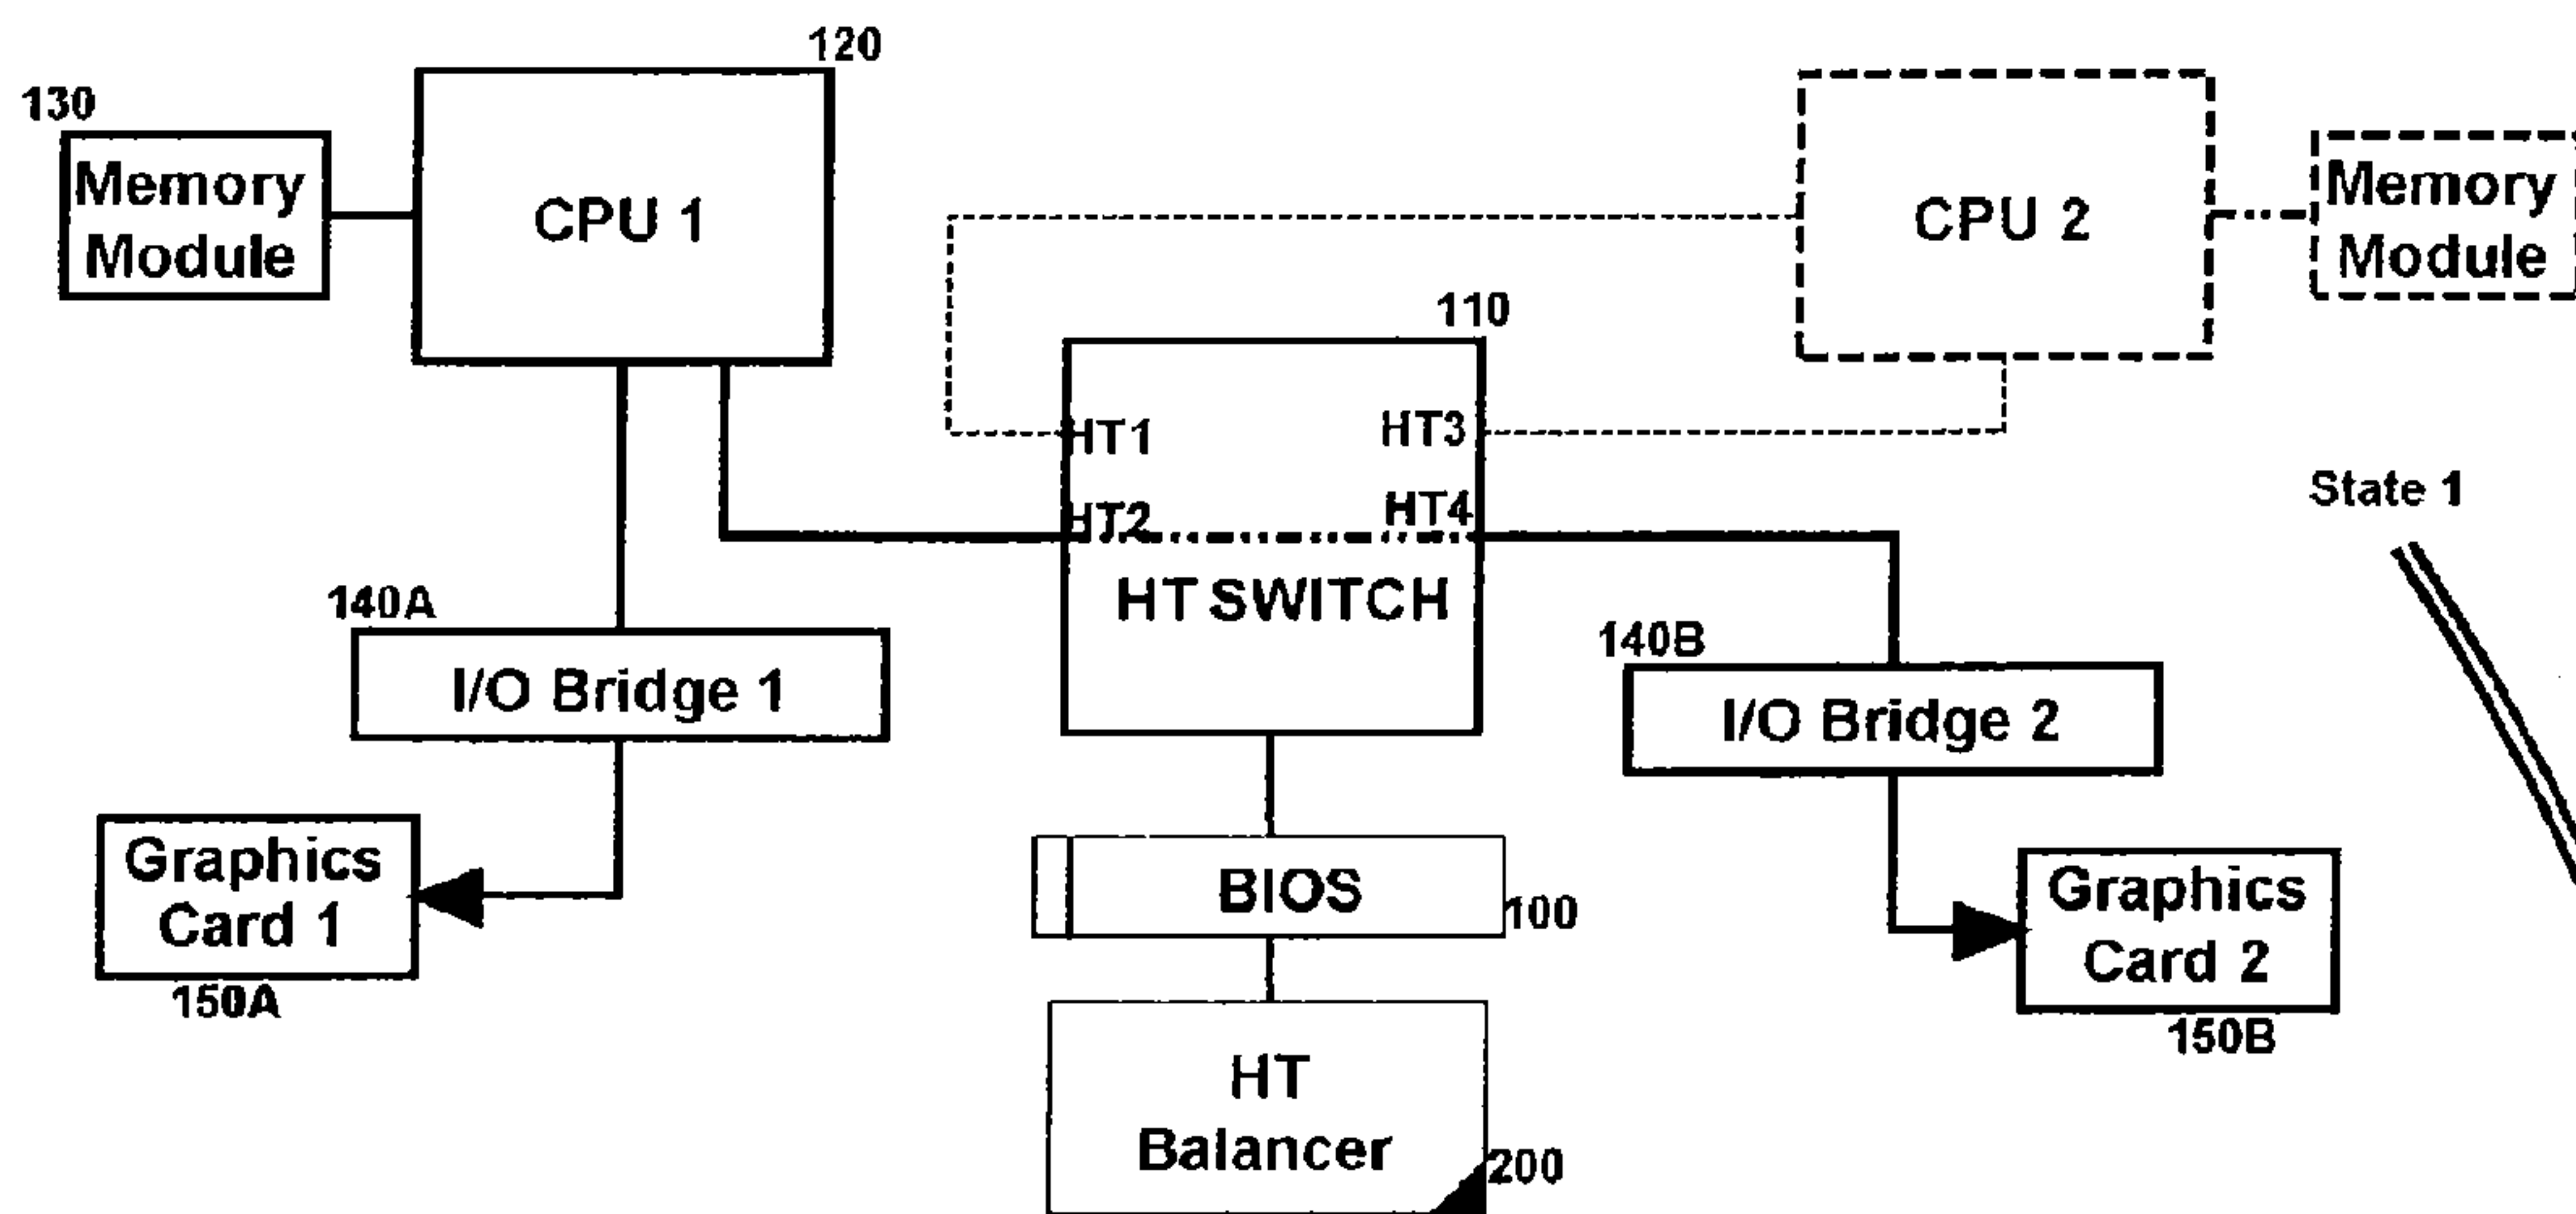 120
130
Memory
Module
CPU 1
CPU 2
Memory
Module
110
HT1
HT3
HT2
HT4
HT SWITCH
State 1
140A
I/O Bridge 1
140B
I/O Bridge 2
Graphics
Card 1
150A
BIOS
100
Graphics
Card 2
150B
HT
Balancer
200